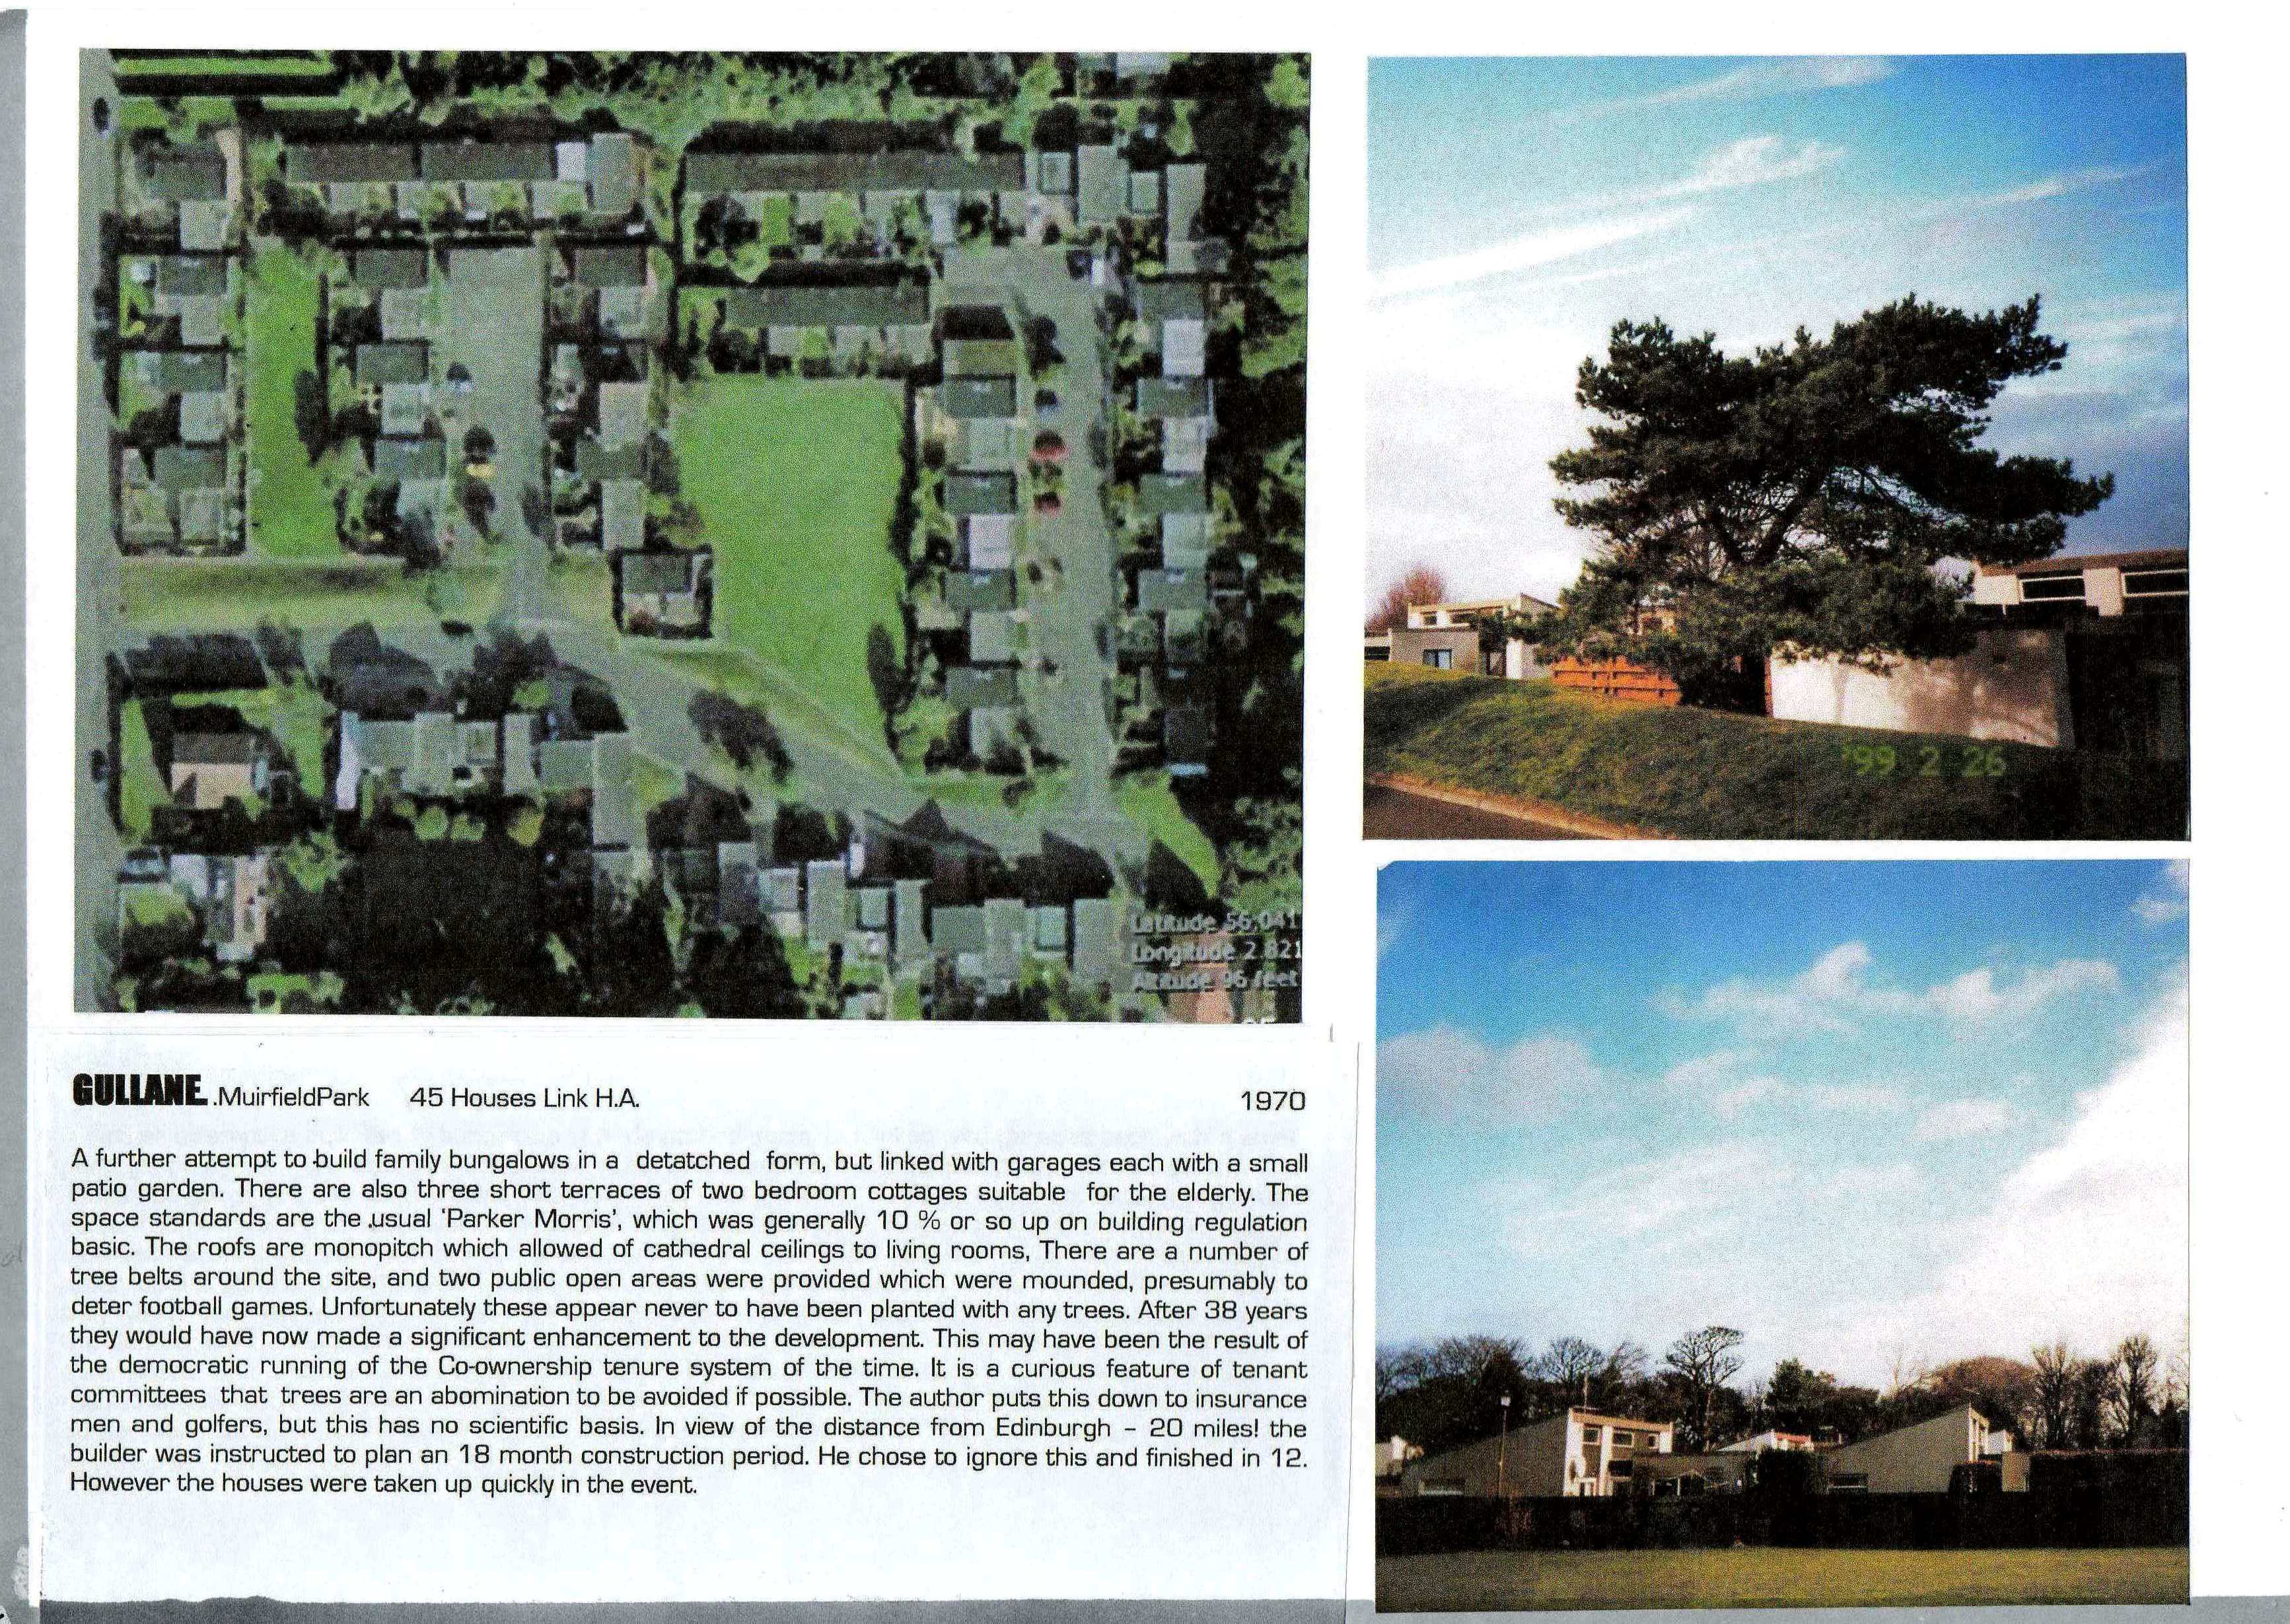 Latitude 56.041
Longitude 2.821
Altitude 96 feet
'99 2 26
GULLANE. .MuirfieldPark 45 Houses Link H.A. 1970
A further attempt to build family bungalows in a detatched form, but linked with garages each with a small
patio garden. There are also three short terraces of two bedroom cottages suitable for the elderly. The
space standards are the usual 'Parker Morris', which was generally 10 % or so up on building regulation
basic. The roofs are monopitch which allowed of cathedral ceilings to living rooms, There are a number of
tree belts around the site, and two public open areas were provided which were mounded, presumably to
deter football games. Unfortunately these appear never to have been planted with any trees. After 38 years
they would have now made a significant enhancement to the development. This may have been the result of
the democratic running of the Co-ownership tenure system of the time. It is a curious feature of tenant
committees that trees are an abomination to be avoided if possible. The author puts this down to insurance
men and golfers, but this has no scientific basis. In view of the distance from Edinburgh – 20 miles! the
builder was instructed to plan an 18 month construction period. He chose to ignore this and finished in 12.
However the houses were taken up quickly in the event.